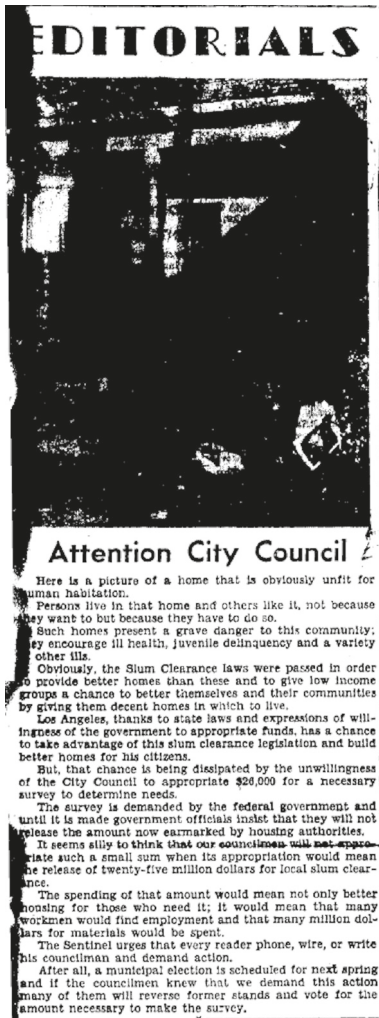 EDITORIALS
Attention City Council
Here is a picture of a home that is obviously unfit for
uman habitation.
Persons live in that home and others like it, not because
hey want to but because they have to do so.
Such homes present a grave danger to this community;
ey encourage ill health, juvenile delinquency and a variety
other ills.
Obviously, the Slum Clearance laws were passed in order
o provide better homes than these and to give low income
groups a chance to better themselves and their communities
by giving them decent homes in which to live.
Los Angeles, thanks to state laws and expressions of will-
ingness of the government to appropriate funds, has a chance
to take advantage of this slum clearance legislation and build
better homes for his citizens.
But, that chance is being dissipated by the unwillingness
of the City Council to appropriate $26,000 for a necessary
survey to determine needs.
The survey is demanded by the federal government and
until it is made government officials insist that they will not
release the amount now earmarked by housing authorities.
It seems silly to think that our councilmen will not appro-
riate such a small sum when its appropriation would mean
he release of twenty-five million dollars for local slum clear-
ance.
The spending of that amount would mean not only better
housing for those who need it; it would mean that many
workmen would find employment and that many million dol-
lars for materials would be spent.
The Sentinel urges that every reader phone, wire, or write
his councilman and demand action.
After all, a municipal election is scheduled for next spring
and if the councilmen knew that we demand this action
many of them will reverse former stands and vote for the
amount necessary to make the survey.